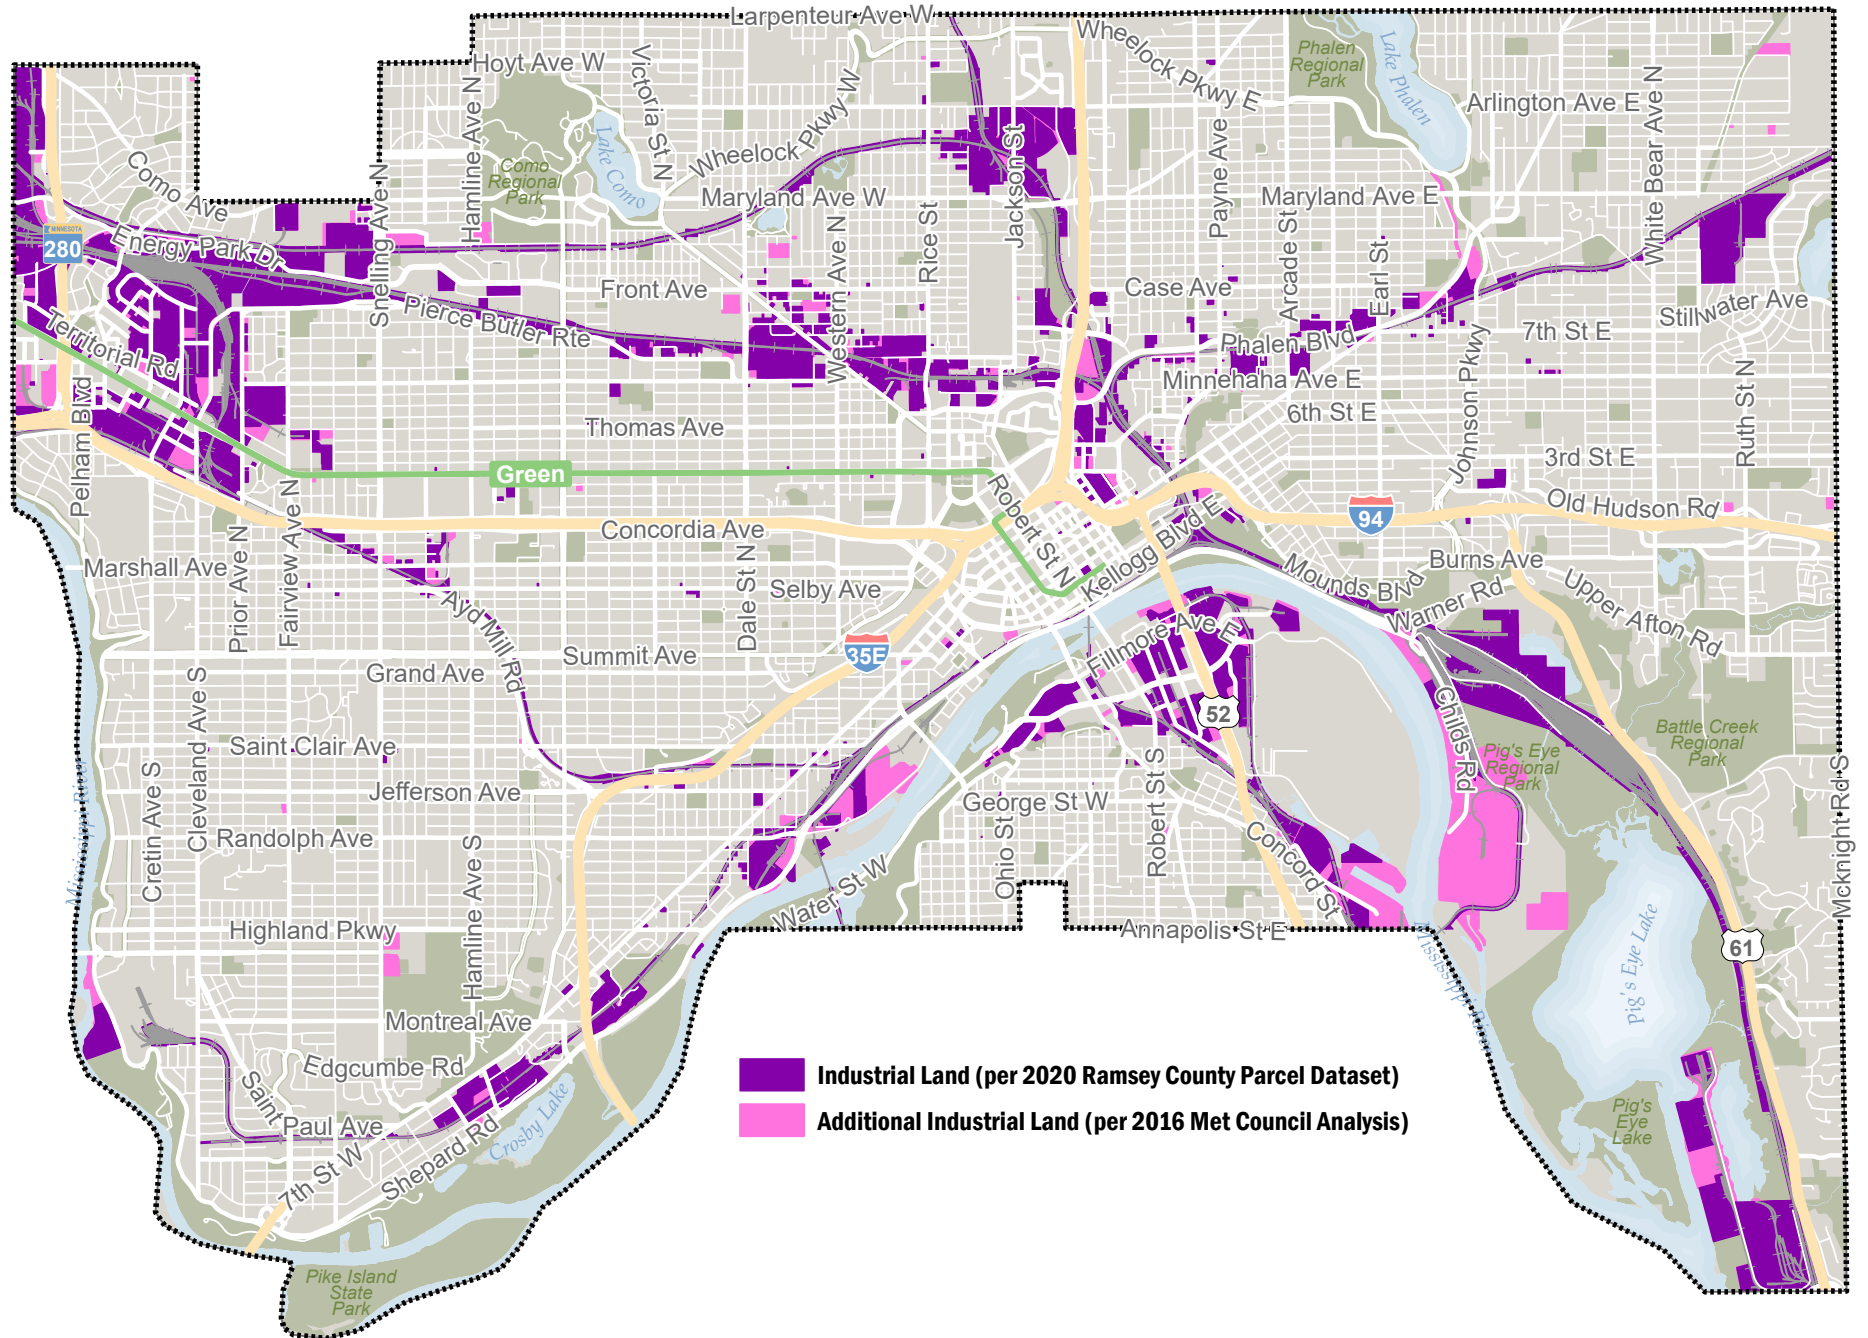 Larpenteur Ave W
Wheelock Pkwy E
Phalen
Regional
Park
Lake Phalen
Hoyt Ave W
Victoria St N
Hamline Ave N
Wheelock Pkwy W
Arlington Ave E
White Bear Ave N
Lake Como
Como
Regional
Park
Como Ave
Snelling Ave N
Maryland Ave W
Jackson St
Payne Ave
Maryland Ave E
Arcade St
Earl St
MINNESOTA
280
Energy Park Dr
Front Ave
Western Ave N
Rice St
Case Ave
Stillwater Ave
Pierce Butler Rte
Territorial Rd
Phalen Blvd
7th St E
Johnson Pkwy
Minnehaha Ave E
6th St E
Ruth St N
Pelham Blvd
Thomas Ave
3rd St E
Green
Robert St N
Old Hudson Rd
94
Fairview Ave N
Prior Ave N
Concordia Ave
Kellogg Blvd E
Marshall Ave
Dale St N
Selby Ave
Mounds Blvd
Burns Ave
Warner Rd
Upper Afton Rd
Ayd Mill Rd
Fillmore Ave E
35E
Summit Ave
Grand Ave
Cleveland Ave S
52
Childs Rd
Saint Clair Ave
Battle Creek
Regional
Park
Pig's Eye
Regional
Park
Mississippi River
Cretin Ave S
Jefferson Ave
Robert St S
George St W
Ohio St
Concord St
Randolph Ave
Hamline Ave S
Mcknight Rd S
Water St W
Highland Pkwy
Annapolis St E
Mississippi River
Pig's Eye Lake
61
Montreal Ave
Edgcumbe Rd
Saint
Paul Ave
Crosby Lake
7th St W
Shepard Rd
Pig's
Eye
Lake
Industrial Land (per 2020 Ramsey County Parcel Dataset)
Additional Industrial Land (per 2016 Met Council Analysis)
Pike Island
State
Park